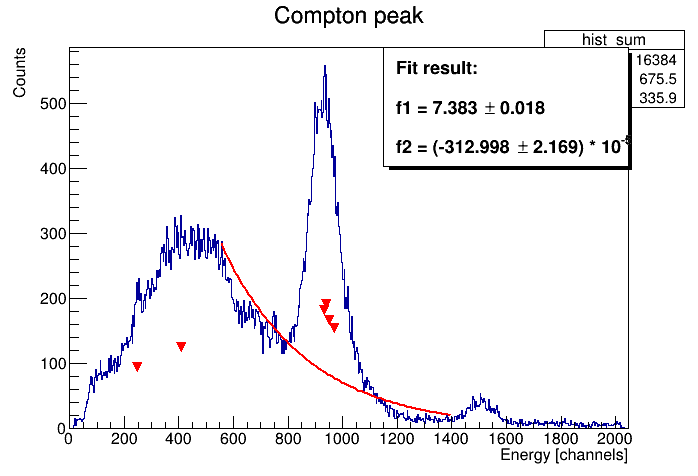 Compton peak
hist_sum
16384
675.5
335.9
Fit result:
f1 = 7.383 ± 0.018
f2 = (-312.998 ± 2.169) * 10
Counts
500
400
300
200
100
0
0 200 400 600 800 1000 1200 1400 1600 1800 2000
Energy [channels]